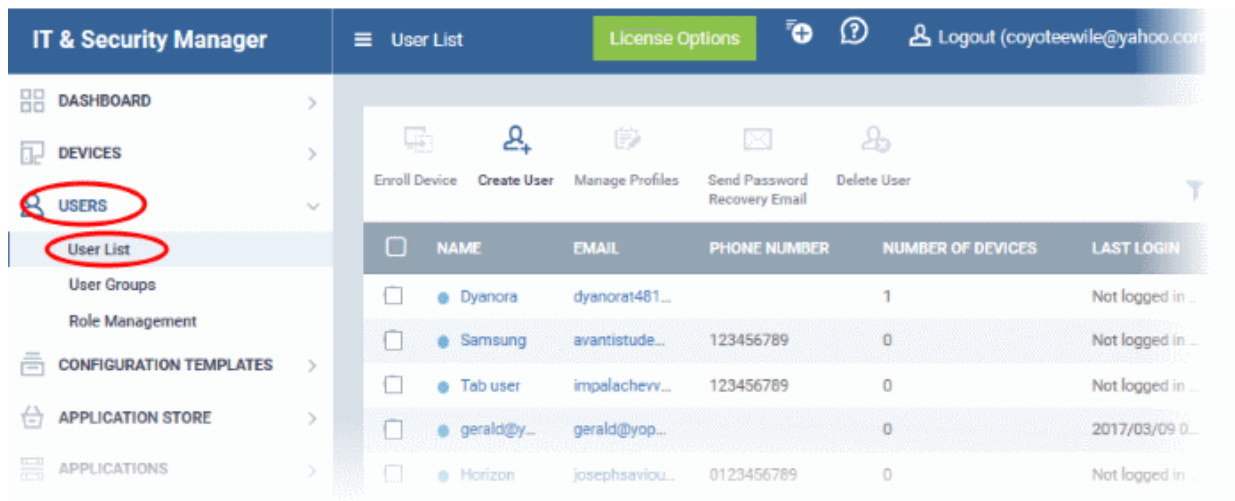 IT & Security Manager
User List
License Options
Logout (coyoteewile@yahoo.com
DASHBOARD
DEVICES
USERS
User List
User Groups
Role Management
CONFIGURATION TEMPLATES
APPLICATION STORE
APPLICATIONS
Enroll Device
Create User
Manage Profiles
Send Password
Recovery Email
Delete User
NAME EMAIL PHONE NUMBER NUMBER OF DEVICES LAST LOGIN
Dyanora dyanorat481... 1 Not logged in ...
Samsung avantistude... 123456789 0 Not logged in ...
Tab user impalachevv... 123456789 0 Not logged in ...
gerald@y... gerald@yop... 0 2017/03/09 0...
Horizon josephsaviou... 0123456789 0 Not logged in ...